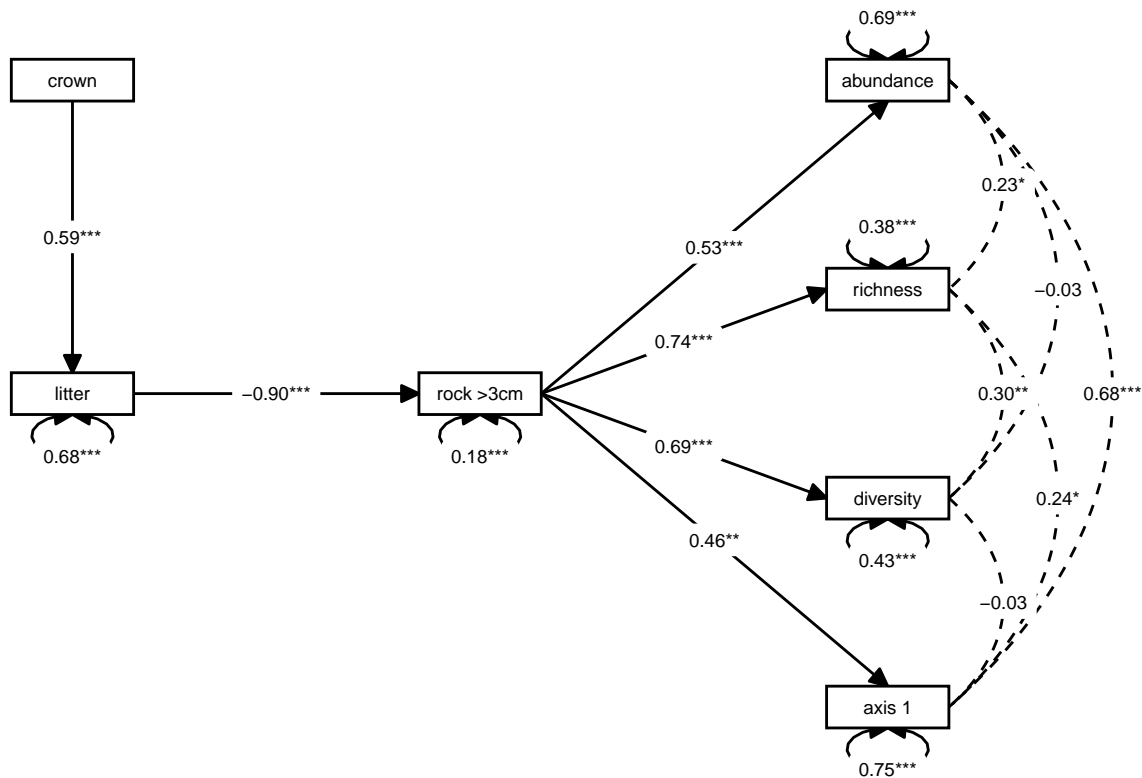 0.69***
crown
abundance
0.23*
0.59***
0.53***
0.38***
richness
−0.03
0.74***
litter
−0.90***
rock >3cm
0.30**
0.68***
0.68***
0.18***
0.69***
diversity
0.24*
0.46**
0.43***
−0.03
axis 1
0.75***